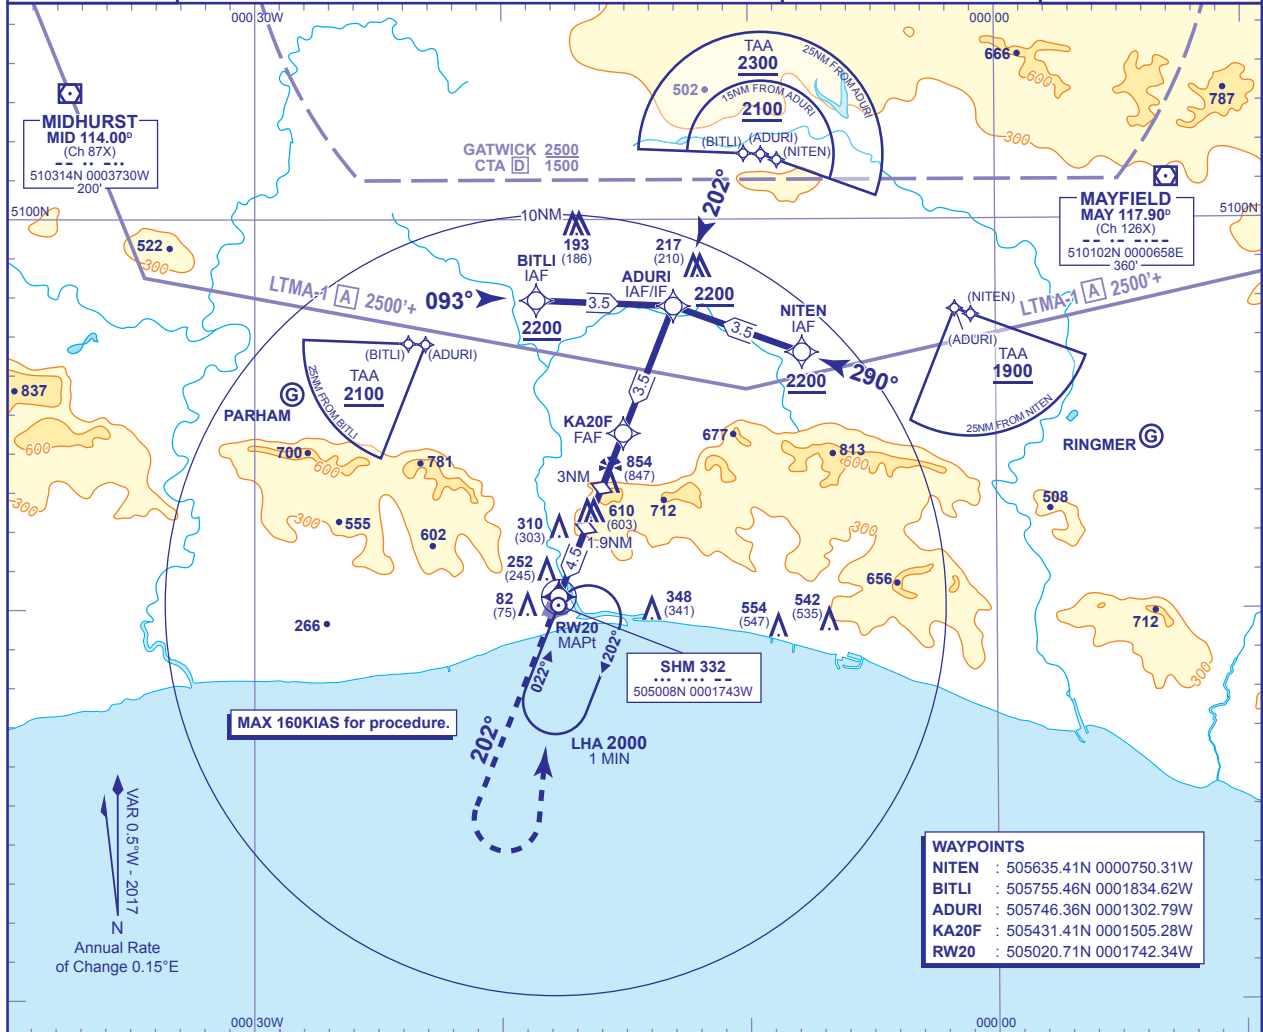 000 30W
000 00
TAA
2300
25NM FROM ADURI
502
15NM FROM ADURI
2100
(BITLI)
(ADURI)
(NITEN)
666
600
787
300
MIDHURST
MID 114.00ᴰ
(Ch 87X)
510314N 0003730W
200'
GATWICK 2500
CTA D 1500
MAYFIELD
MAY 117.90ᴰ
(Ch 126X)
510102N 0000658E
360'
5100N
5100N
10NM
202°
522
300
193
(186)
217
(210)
BITLI
IAF
ADURI
IAF/IF
093°
3.5
2200
2200
NITEN
IAF
3.5
2200
290°
LTMA-1 A 2500'+
LTMA-1 A 2500'+
(NITEN)
(ADURI)
TAA
1900
25NM FROM NITEN
(BITLI)
(ADURI)
TAA
2100
25NM FROM BITLI
G
PARHAM
RINGMER G
3.5
KA20F
FAF
837
600
300
700
600
781
300
555
602
677
813
600
854
(847)
3NM
610
(603)
712
1.9NM
310
(303)
300
508
4.5
252
(245)
82
(75)
656
266
348
(341)
554
(547)
542
(535)
712
300
RW20
MAPt
202°
022°
SHM 332
505008N 0001743W
MAX 160KIAS for procedure.
202°
LHA 2000
1 MIN
VAR 0.5°W - 2017
N
Annual Rate
of Change 0.15°E
WAYPOINTS
NITEN : 505635.41N 0000750.31W
BITLI : 505755.46N 0001834.62W
ADURI : 505746.36N 0001302.79W
KA20F : 505431.41N 0001505.28W
RW20 : 505020.71N 0001742.34W
000 30W
000 00